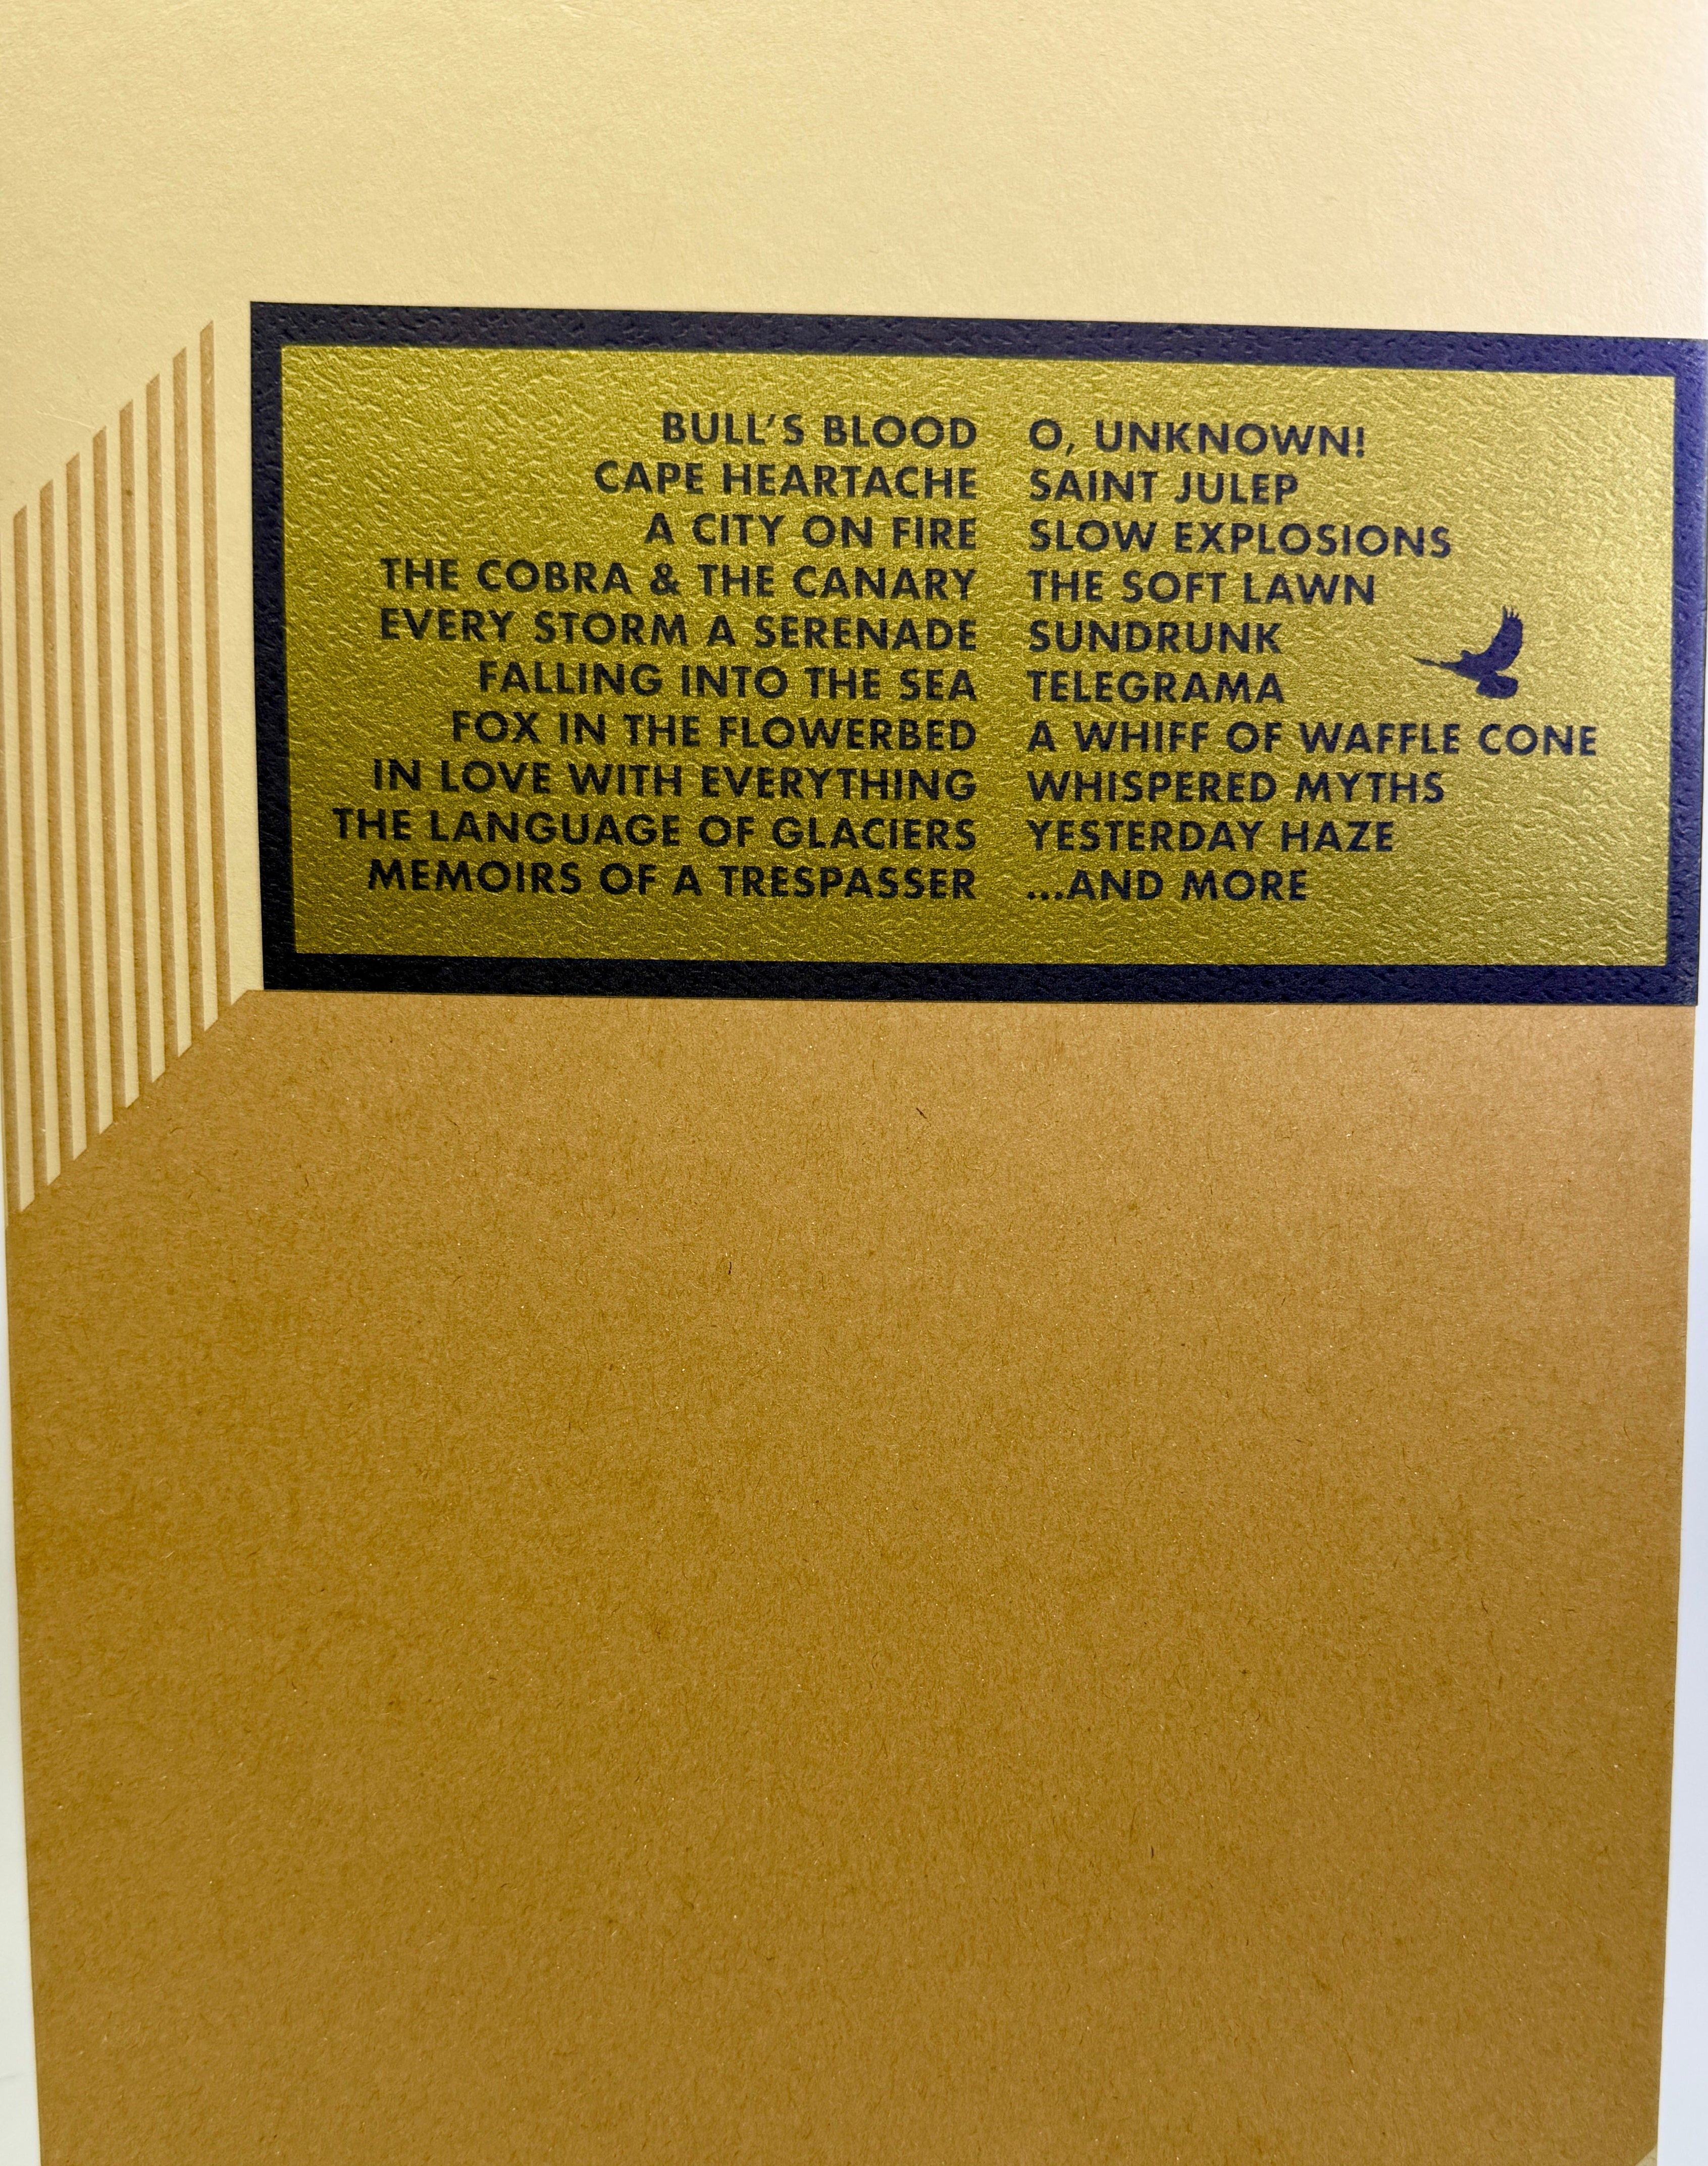 BULL'S BLOOD
CAPE HEARTACHE
A CITY ON FIRE
THE COBRA & THE CANARY
EVERY STORM A SERENADE
FALLING INTO THE SEA
FOX IN THE FLOWERBED
IN LOVE WITH EVERYTHING
THE LANGUAGE OF GLACIERS
MEMOIRS OF A TRESPASSER
O, UNKNOWN!
SAINT JULEP
SLOW EXPLOSIONS
THE SOFT LAWN
SUNDRUNK
TELEGRAMA
A WHIFF OF WAFFLE CONE
WHISPERED MYTHS
YESTERDAY HAZE
...AND MORE